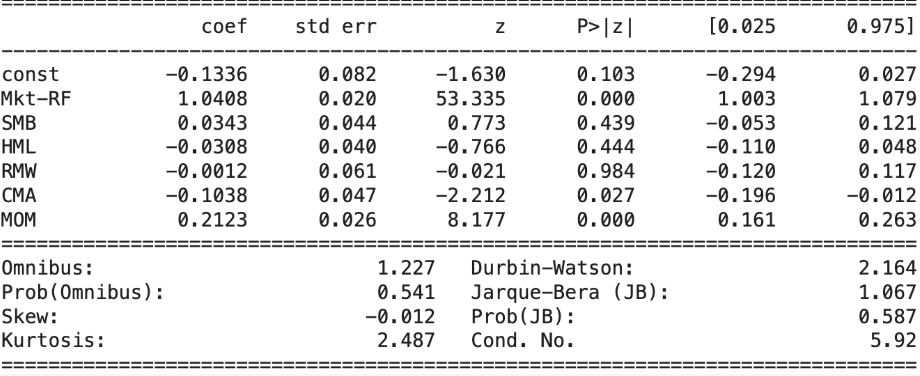 coef std err z P>|z| [0.025 0.975]
const -0.1336 0.082 -1.630 0.103 -0.294 0.027
Mkt-RF 1.0408 0.020 53.335 0.000 1.003 1.079
SMB 0.0343 0.044 0.773 0.439 -0.053 0.121
HML -0.0308 0.040 -0.766 0.444 -0.110 0.048
RMW -0.0012 0.061 -0.021 0.984 -0.120 0.117
CMA -0.1038 0.047 -2.212 0.027 -0.196 -0.012
MOM 0.2123 0.026 8.177 0.000 0.161 0.263
Omnibus: 1.227 Durbin-Watson: 2.164
Prob(Omnibus): 0.541 Jarque-Bera (JB): 1.067
Skew: -0.012 Prob(JB): 0.587
Kurtosis: 2.487 Cond. No. 5.92